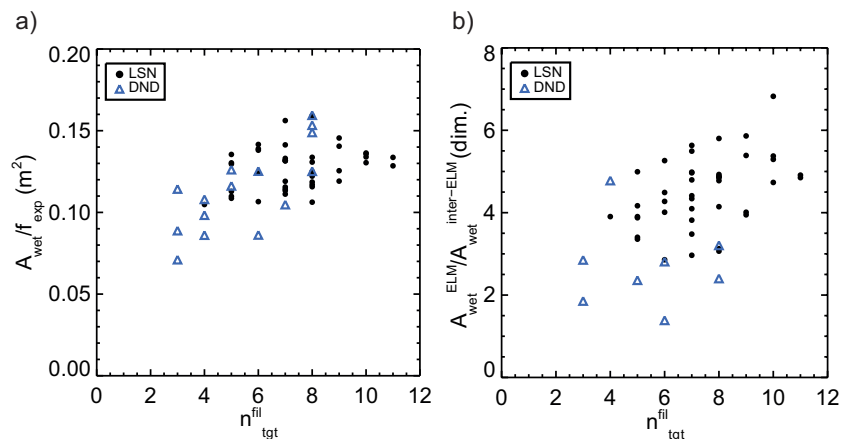 a)
0.20
0.15
0.10
0.05
0.00
A_wet/f_exp (m²)
LSN
DND
0 2 4 6 8 10 12
n^fil_tgt
b)
8
6
4
2
0
A_wet^ELM/A_wet^inter−ELM (dim.)
LSN
DND
0 2 4 6 8 10 12
n^fil_tgt